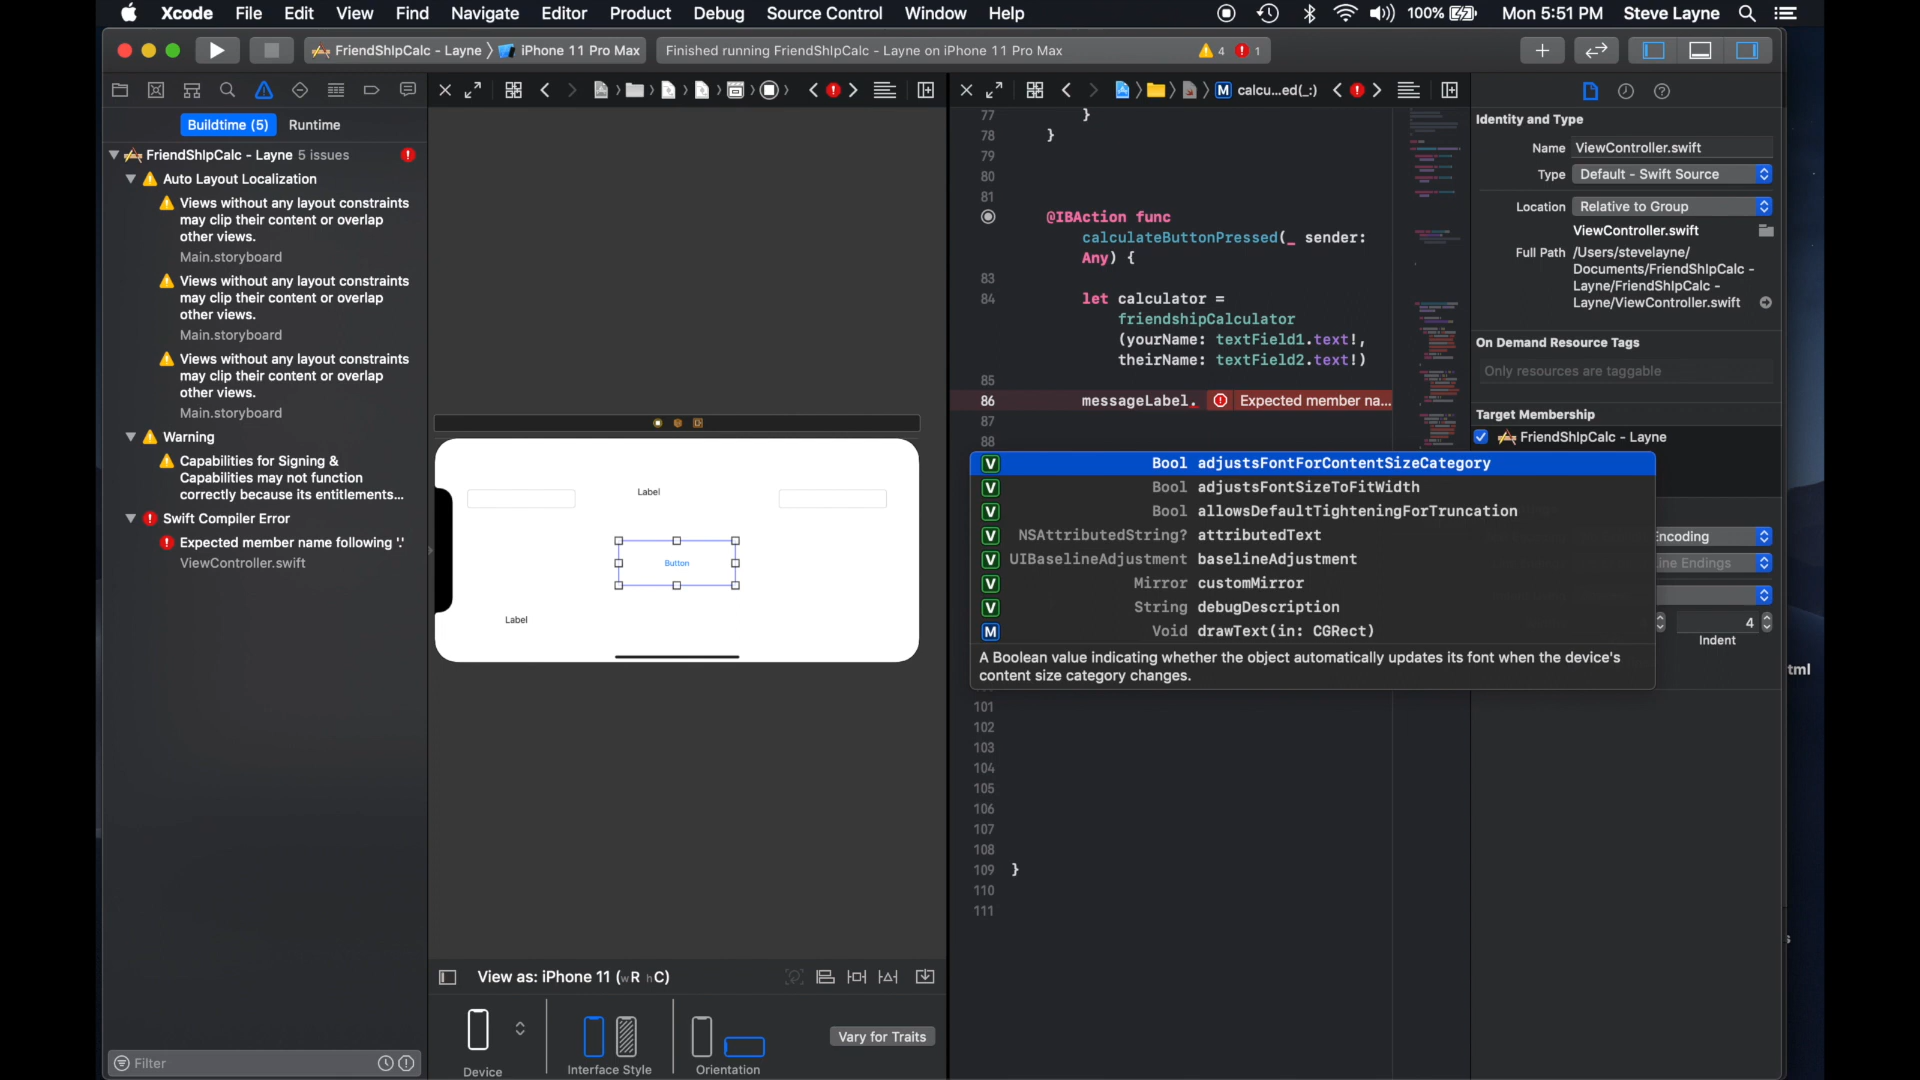 Xcode File Edit View Find Navigate Editor Product Debug Source Control Window Help 100% Mon 5:51 PM Steve Layne
FriendShIpCalc - Layne iPhone 11 Pro Max
Finished running FriendShIpCalc - Layne on iPhone 11 Pro Max 4 1
Buildtime (5) Runtime
FriendShIpCalc - Layne 5 issues
Auto Layout Localization
Views without any layout constraints
may clip their content or overlap
other views.
Main.storyboard
Views without any layout constraints
may clip their content or overlap
other views.
Main.storyboard
Views without any layout constraints
may clip their content or overlap
other views.
Main.storyboard
Warning
Capabilities for Signing &
Capabilities may not function
correctly because its entitlements...
Swift Compiler Error
Expected member name following '.'
ViewController.swift
Filter
Label
Button
Label
View as: iPhone 11 (wR hC)
Vary for Traits
Device
Interface Style
Orientation
M calcu...ed(_:)
77 }
78 }
79
80
81
@IBAction func
calculateButtonPressed(_ sender:
Any) {
83
84 let calculator =
friendshipCalculator
(yourName: textField1.text!,
theirName: textField2.text!)
85
86 messageLabel. Expected member na...
87
88
V Bool adjustsFontForContentSizeCategory
V Bool adjustsFontSizeToFitWidth
V Bool allowsDefaultTighteningForTruncation
V NSAttributedString? attributedText
V UIBaselineAdjustment baselineAdjustment
V Mirror customMirror
V String debugDescription
M Void drawText(in: CGRect)
A Boolean value indicating whether the object automatically updates its font when the device's
content size category changes.
101
102
103
104
105
106
107
108
109 }
110
111
Identity and Type
Name ViewController.swift
Type Default - Swift Source
Location Relative to Group
ViewController.swift
Full Path /Users/stevelayne/
Documents/FriendShIpCalc -
Layne/FriendShIpCalc -
Layne/ViewController.swift
On Demand Resource Tags
Only resources are taggable
Target Membership
FriendShIpCalc - Layne
Encoding
Line Endings
4
Indent
tml